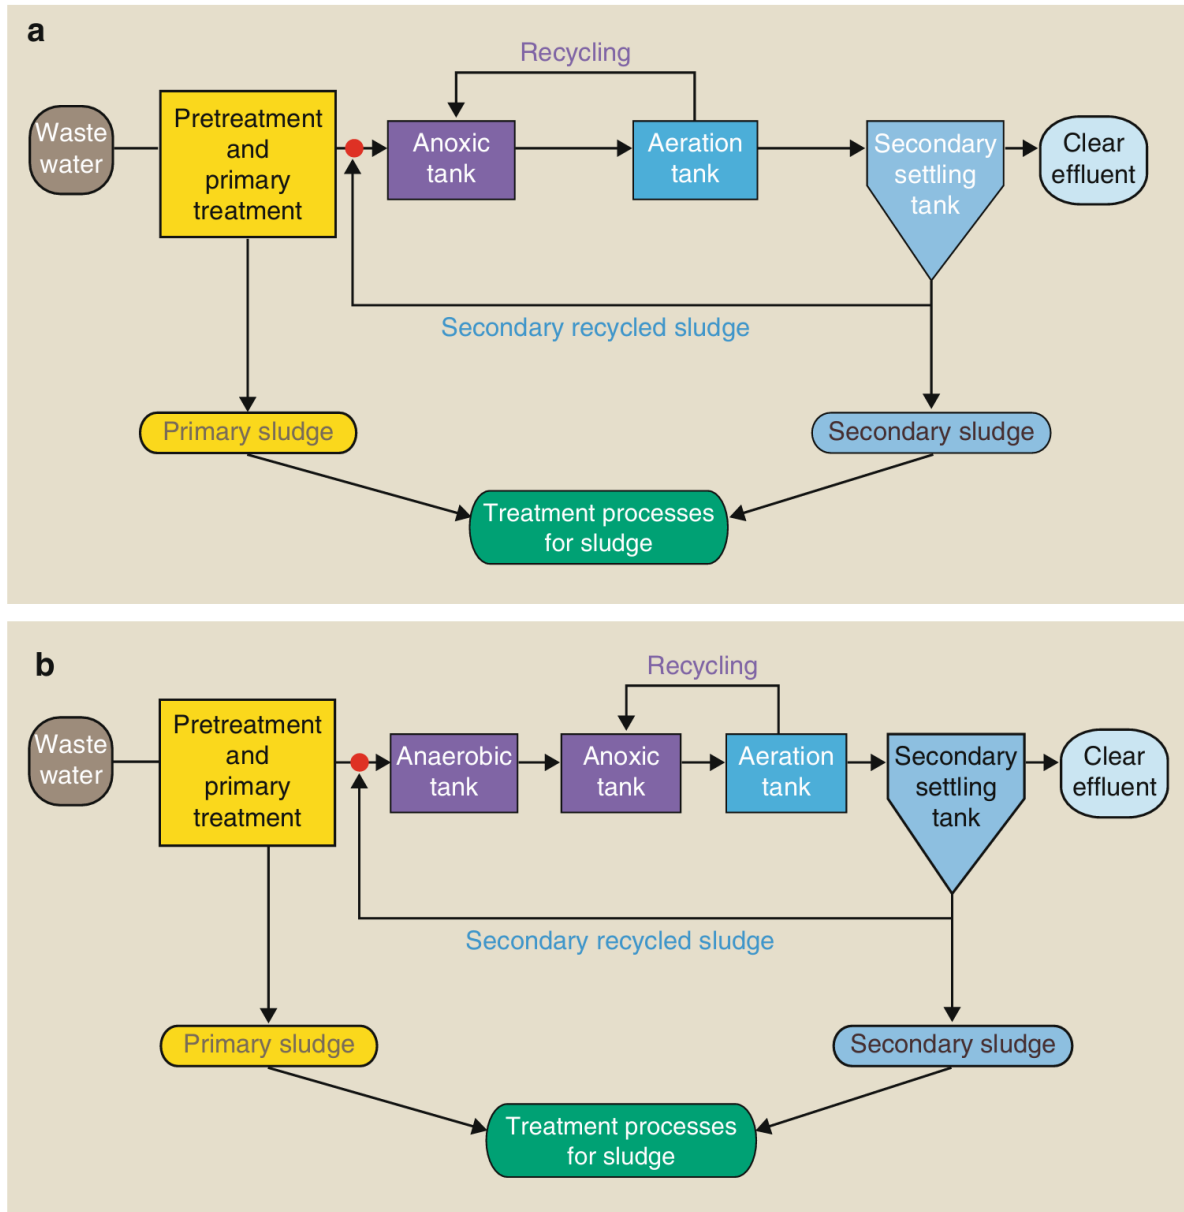 a
Recycling
Waste
water
Pretreatment
and
primary
treatment
Anoxic
tank
Aeration
tank
Secondary
settling
tank
Clear
effluent
Secondary recycled sludge
Primary sludge
Secondary sludge
Treatment processes
for sludge
b
Recycling
Waste
water
Pretreatment
and
primary
treatment
Anaerobic
tank
Anoxic
tank
Aeration
tank
Secondary
settling
tank
Clear
effluent
Secondary recycled sludge
Primary sludge
Secondary sludge
Treatment processes
for sludge